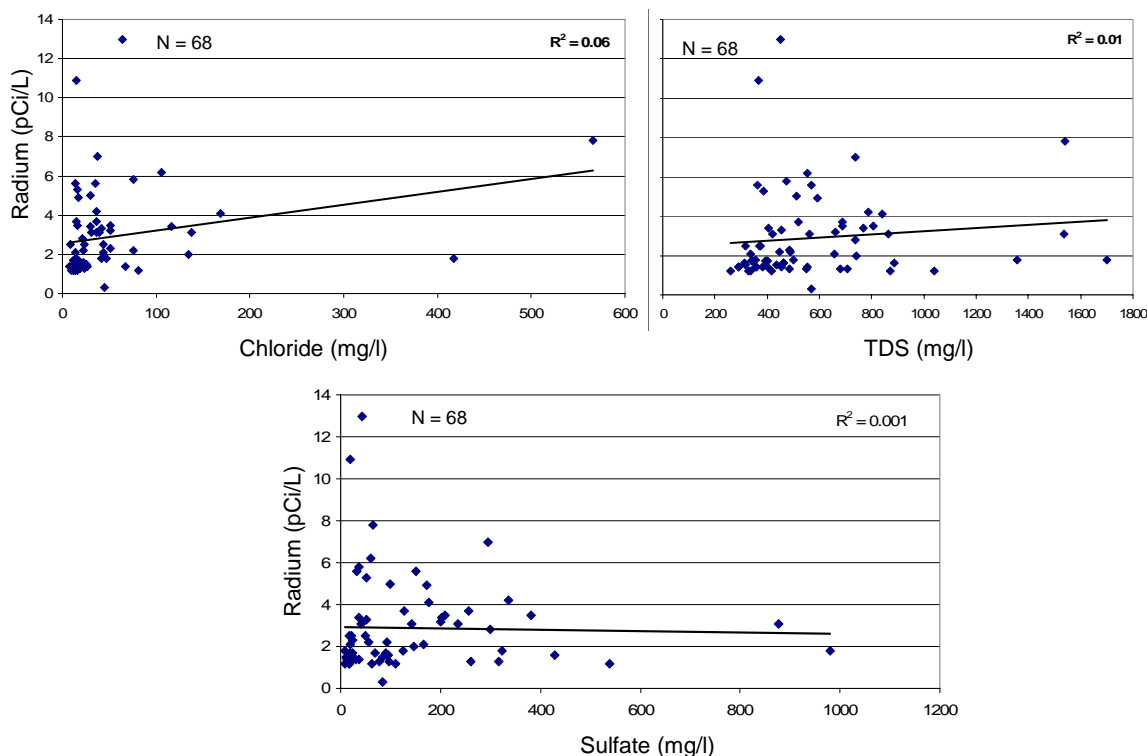 14
12
10
8
6
4
2
0
Radium (pCi/L)
N = 68
R² = 0.06
0 100 200 300 400 500 600
Chloride (mg/l)
N = 68
R² = 0.01
0 200 400 600 800 1000 1200 1400 1600 1800
TDS (mg/l)
14
12
10
8
6
4
2
0
Radium (pCi/L)
N = 68
R² = 0.001
0 200 400 600 800 1000 1200
Sulfate (mg/l)